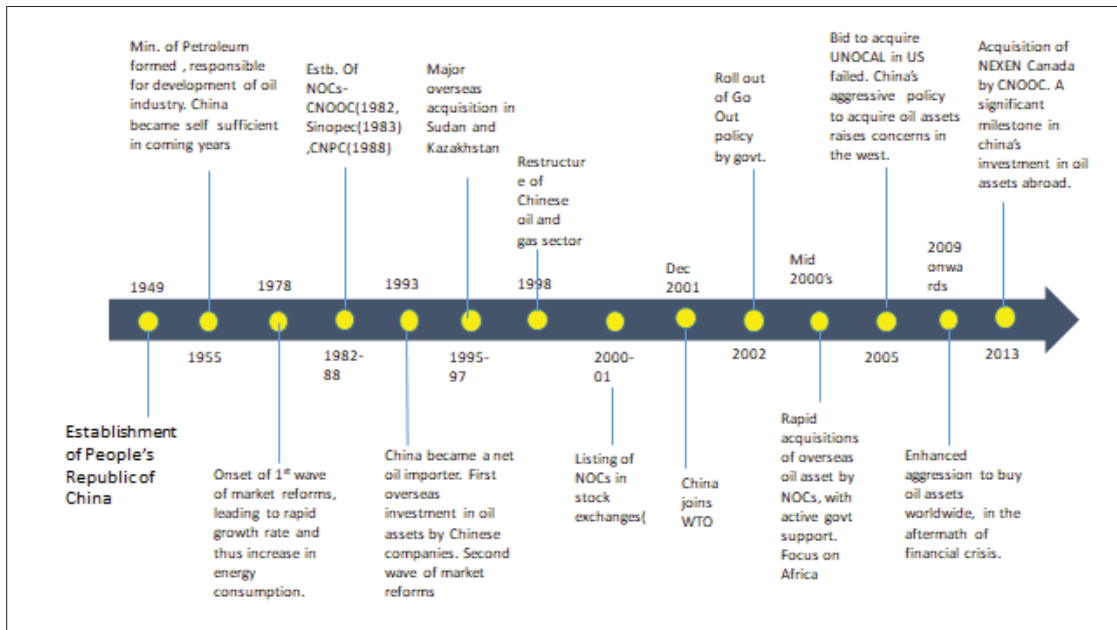 Min. of Petroleum
formed , responsible
for development of oil
industry. China
became self sufficient
in coming years
Estb. Of
NOCs-
CNOOC(1982,
Sinopec(1983)
,CNPC(1988)
Major
overseas
acquisition in
Sudan and
Kazakhstan
Restructur
e of
Chinese
oil and
gas sector
Roll out
of Go
Out
policy
by govt.
Bid to acquire
UNOCAL in US
failed. China's
aggressive policy
to acquire oil assets
raises concerns in
the west.
Acquisition of
NEXEN Canada
by CNOOC. A
significant
milestone in
china's
investment in oil
assets abroad.
1949
1978
1993
1998
Dec
2001
Mid
2000's
2009
onwa
rds
1955
1982-
88
1995-
97
2000-
01
2002
2005
2013
Establishment
of People's
Republic of
China
Onset of 1st wave
of market reforms,
leading to rapid
growth rate and
thus increase in
energy
consumption.
China became a net
oil importer. First
overseas
investment in oil
assets by Chinese
companies. Second
wave of market
reforms
Listing of
NOCs in
stock
exchanges(
China
joins
WTO
Rapid
acquisitions
of overseas
oil asset by
NOCs, with
active govt
support.
Focus on
Africa
Enhanced
aggression to buy
oil assets
worldwide, in the
aftermath of
financial crisis.